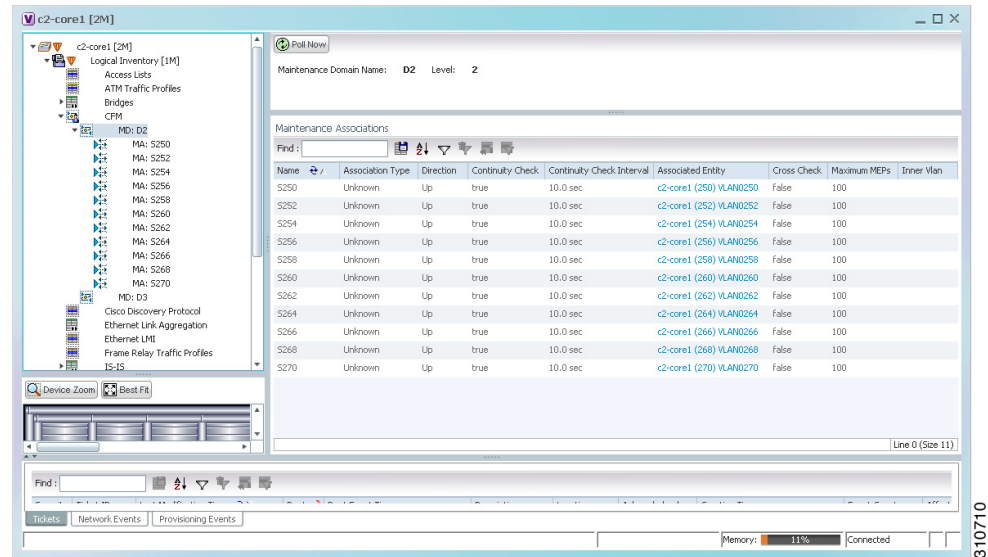 V c2-core1 [2M]
c2-core1 [2M]
Logical Inventory [1M]
Access Lists
ATM Traffic Profiles
Bridges
CFM
MD: D2
MA: S250
MA: S252
MA: S254
MA: S256
MA: S258
MA: S260
MA: S262
MA: S264
MA: S266
MA: S268
MA: S270
MD: D3
Cisco Discovery Protocol
Ethernet Link Aggregation
Ethernet LMI
Frame Relay Traffic Profiles
IS-IS
Device Zoom Best Fit
Poll Now
Maintenance Domain Name: D2 Level: 2
Maintenance Associations
Find :
Name Association Type Direction Continuity Check Continuity Check Interval Associated Entity Cross Check Maximum MEPs Inner Vlan
S250 Unknown Up true 10.0 sec c2-core1 (250) VLAN0250 false 100
S252 Unknown Up true 10.0 sec c2-core1 (252) VLAN0252 false 100
S254 Unknown Up true 10.0 sec c2-core1 (254) VLAN0254 false 100
S256 Unknown Up true 10.0 sec c2-core1 (256) VLAN0256 false 100
S258 Unknown Up true 10.0 sec c2-core1 (258) VLAN0258 false 100
S260 Unknown Up true 10.0 sec c2-core1 (260) VLAN0260 false 100
S262 Unknown Up true 10.0 sec c2-core1 (262) VLAN0262 false 100
S264 Unknown Up true 10.0 sec c2-core1 (264) VLAN0264 false 100
S266 Unknown Up true 10.0 sec c2-core1 (266) VLAN0266 false 100
S268 Unknown Up true 10.0 sec c2-core1 (268) VLAN0268 false 100
S270 Unknown Up true 10.0 sec c2-core1 (270) VLAN0270 false 100
Line 0 (Size 11)
Find :
Tickets Network Events Provisioning Events
Memory: 11% Connected
310710